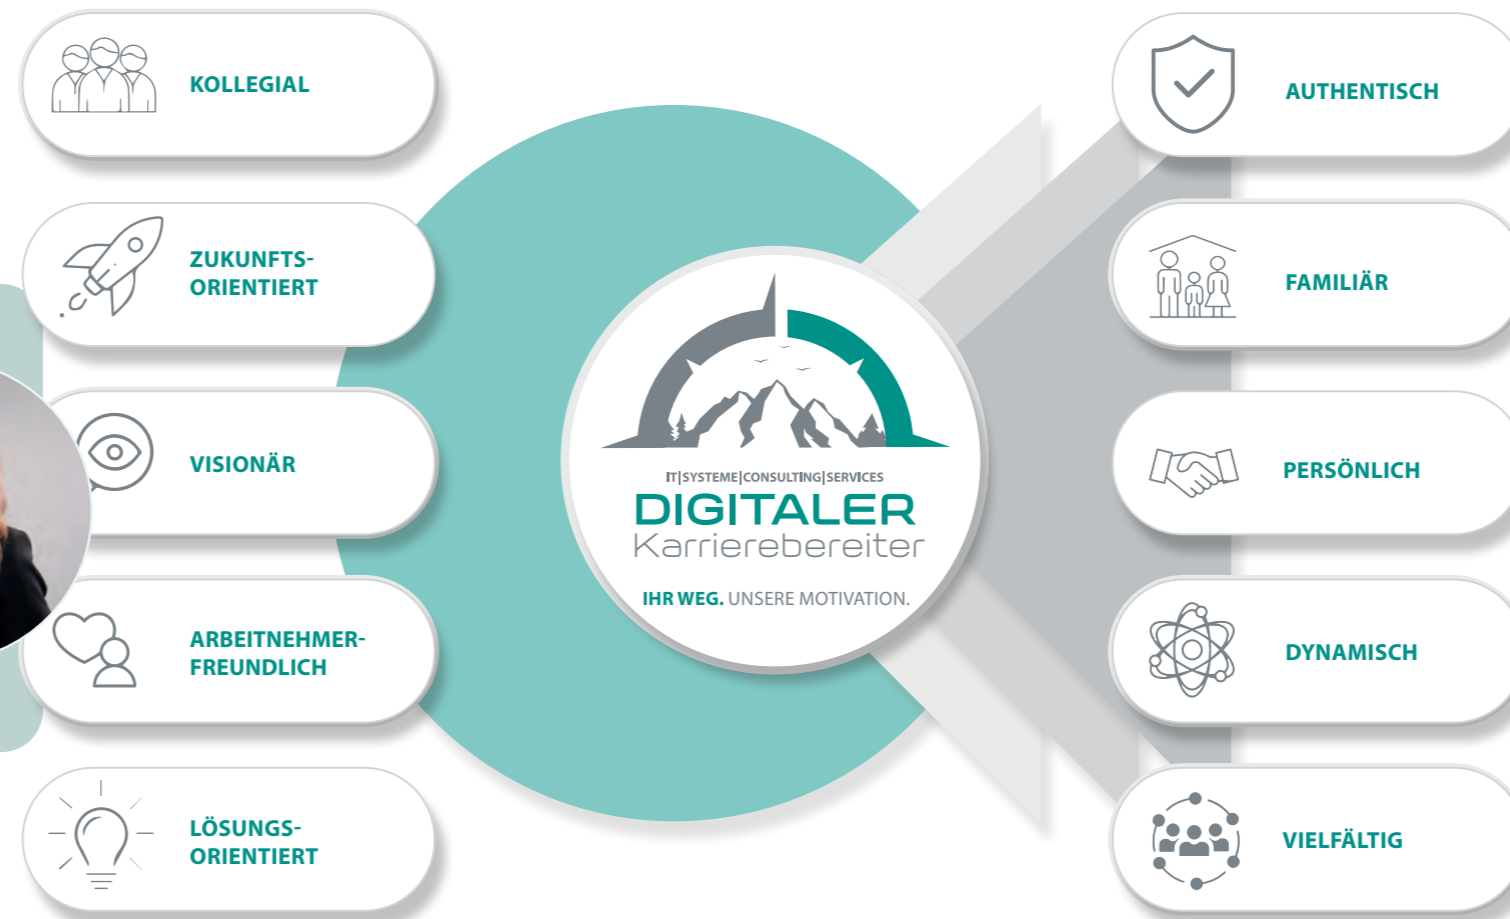 KOLLEGIAL
ZUKUNFTS-
ORIENTIERT
VISIONÄR
ARBEITNEHMER-
FREUNDLICH
LÖSUNGS-
ORIENTIERT
IT|SYSTEME|CONSULTING|SERVICES
DIGITALER
Karrierebereiter
IHR WEG. UNSERE MOTIVATION.
AUTHENTISCH
FAMILIÄR
PERSÖNLICH
DYNAMISCH
VIELFÄLTIG